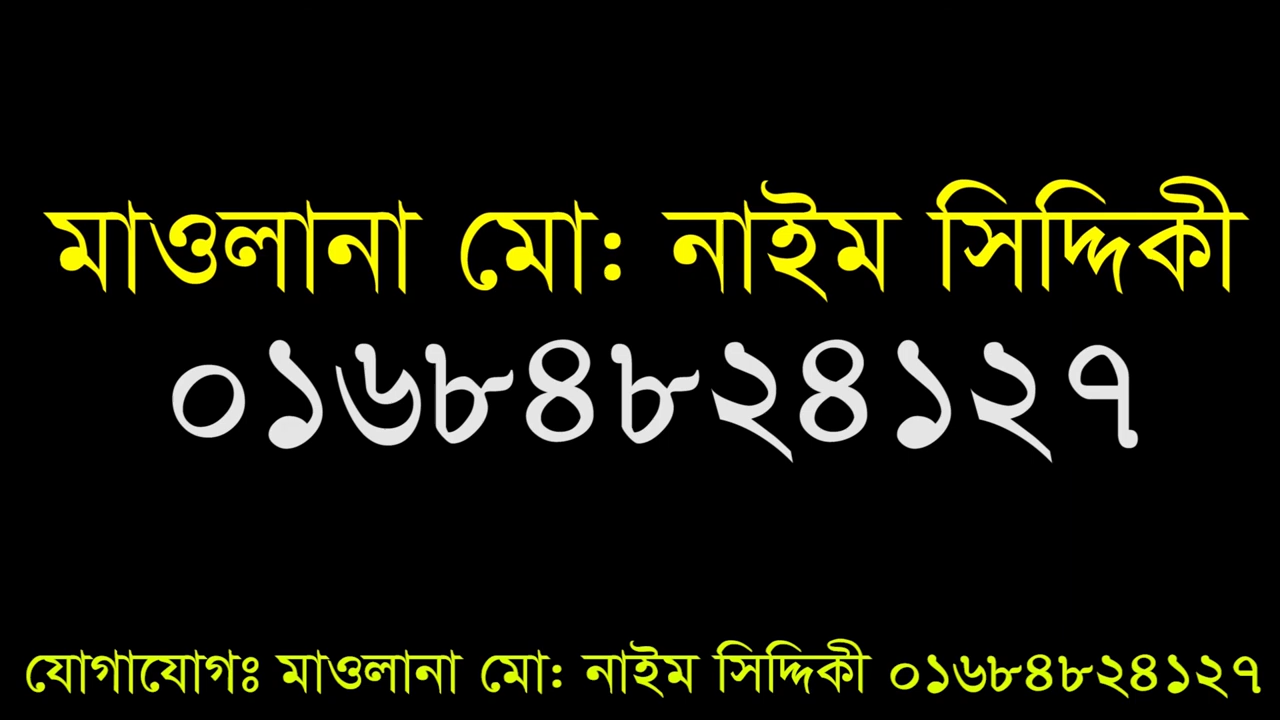 মাওলানা মো: নাইম সিদ্দিকী
০১৬৮৪৮২৪১২৭
যোগাযোগঃ মাওলানা মো: নাইম সিদ্দিকী ০১৬৮৪৮২৪১২৭